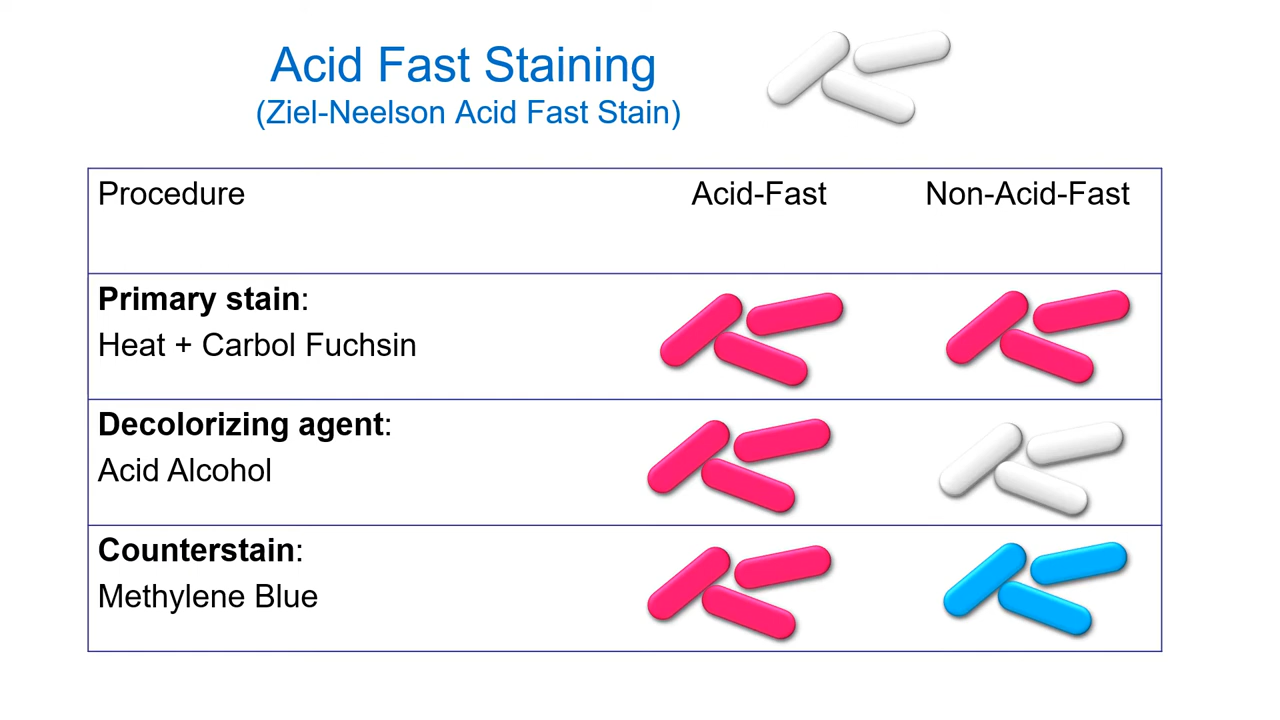 Acid Fast Staining
(Ziel-Neelson Acid Fast Stain)
Procedure Acid-Fast Non-Acid-Fast
Primary stain:
Heat + Carbol Fuchsin
Decolorizing agent:
Acid Alcohol
Counterstain:
Methylene Blue